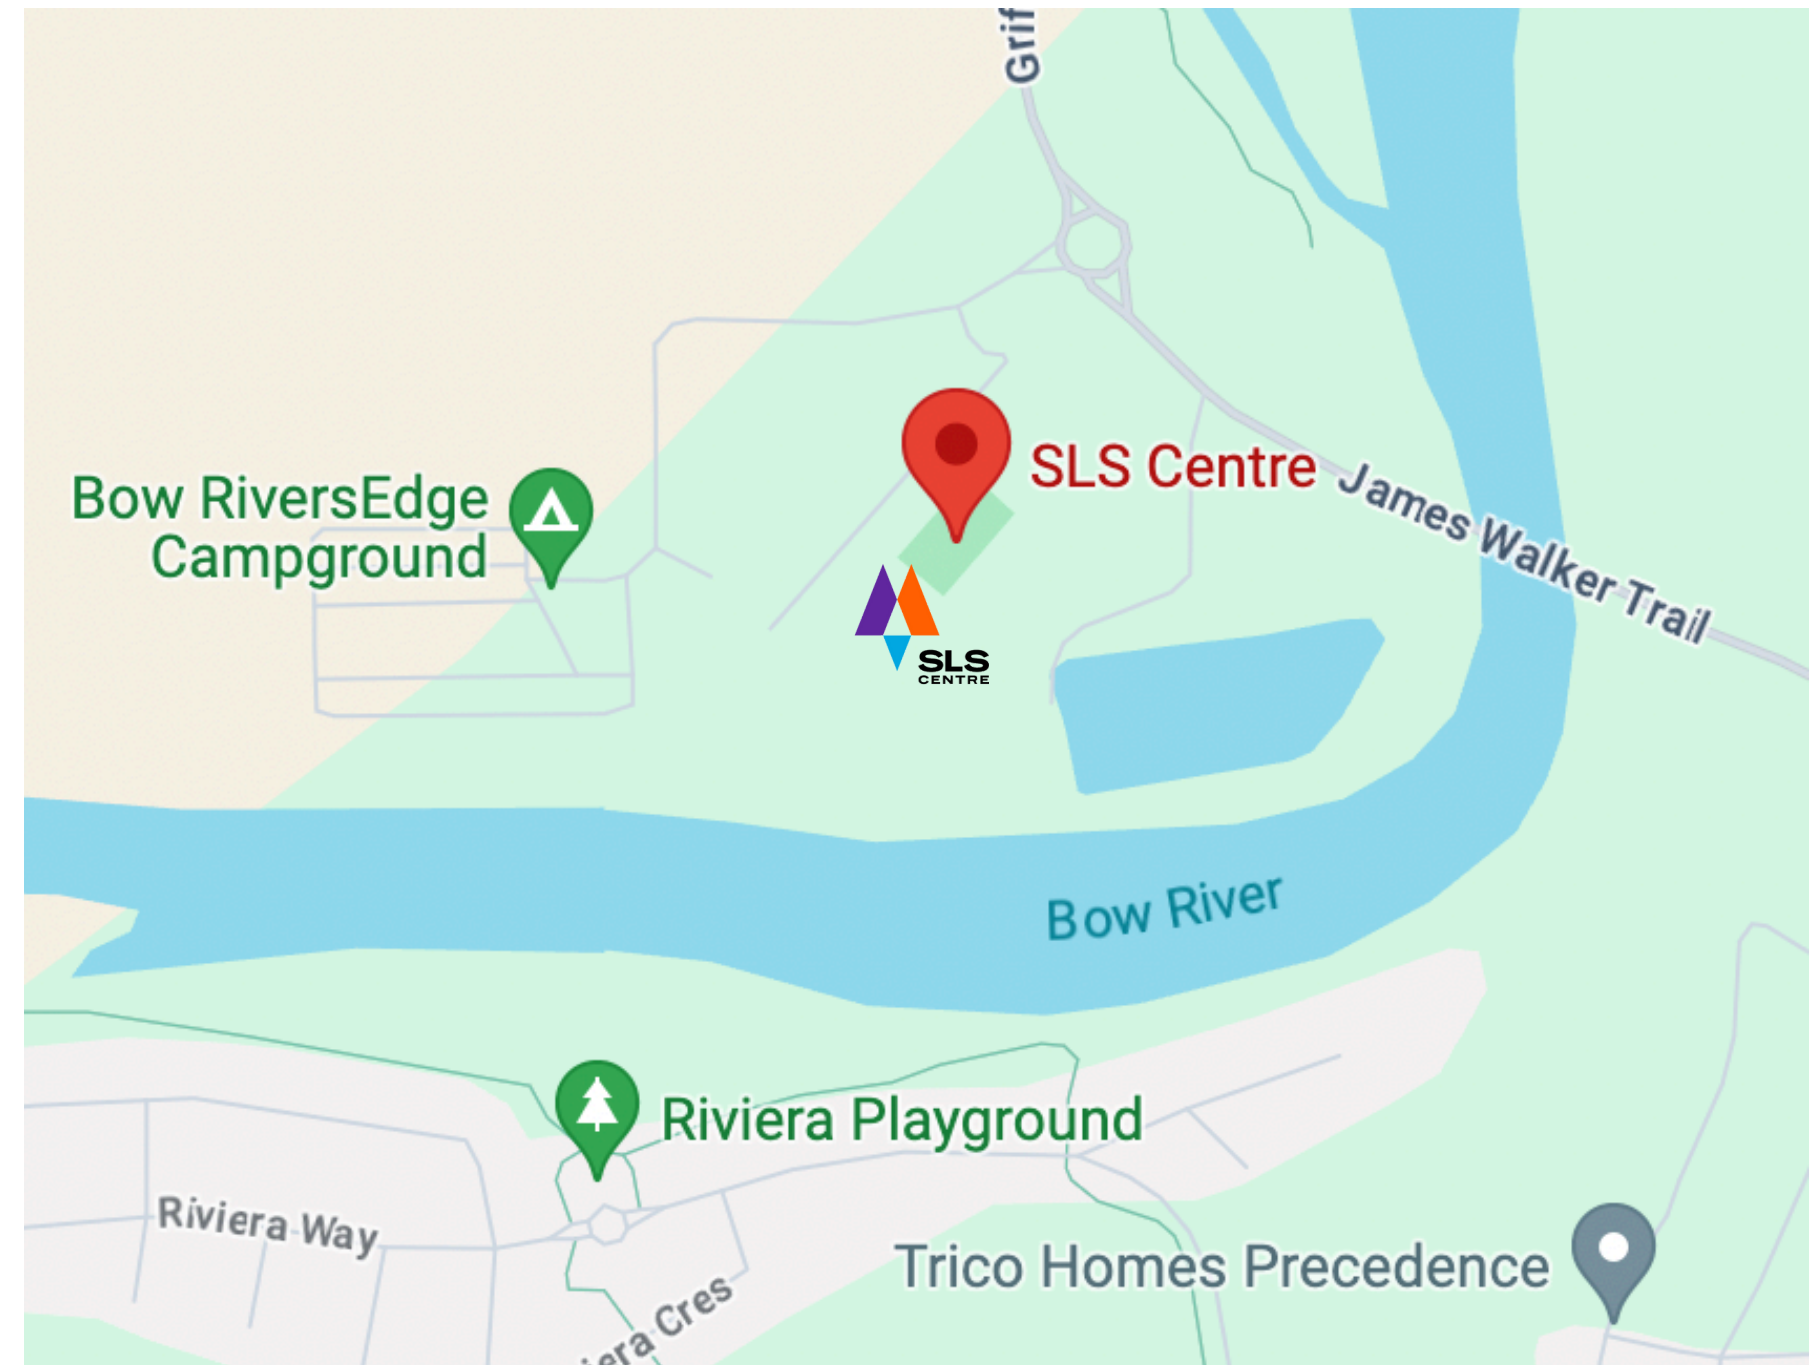 Grif
SLS Centre
James Walker Trail
Bow RiversEdge
Campground
SLS
CENTRE
Bow River
Riviera Playground
Riviera Way
Trico Homes Precedence
iera Cres